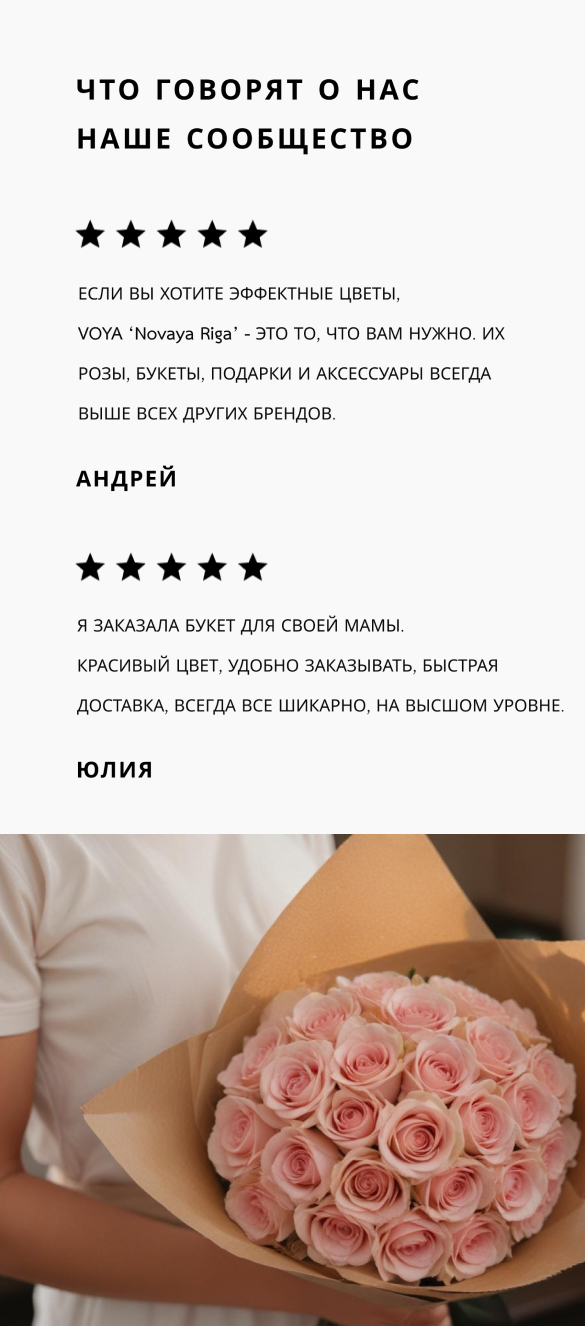 ЧТО ГОВОРЯТ О НАС
НАШЕ СООБЩЕСТВО
ЕСЛИ ВЫ ХОТИТЕ ЭФФЕКТНЫЕ ЦВЕТЫ,
VOYA ‘Novaya Riga’ - ЭТО ТО, ЧТО ВАМ НУЖНО. ИХ
РОЗЫ, БУКЕТЫ, ПОДАРКИ И АКСЕССУАРЫ ВСЕГДА
ВЫШЕ ВСЕХ ДРУГИХ БРЕНДОВ.
АНДРЕЙ
Я ЗАКАЗАЛА БУКЕТ ДЛЯ СВОЕЙ МАМЫ.
КРАСИВЫЙ ЦВЕТ, УДОБНО ЗАКАЗЫВАТЬ, БЫСТРАЯ
ДОСТАВКА, ВСЕГДА ВСЕ ШИКАРНО, НА ВЫСШОМ УРОВНЕ.
ЮЛИЯ